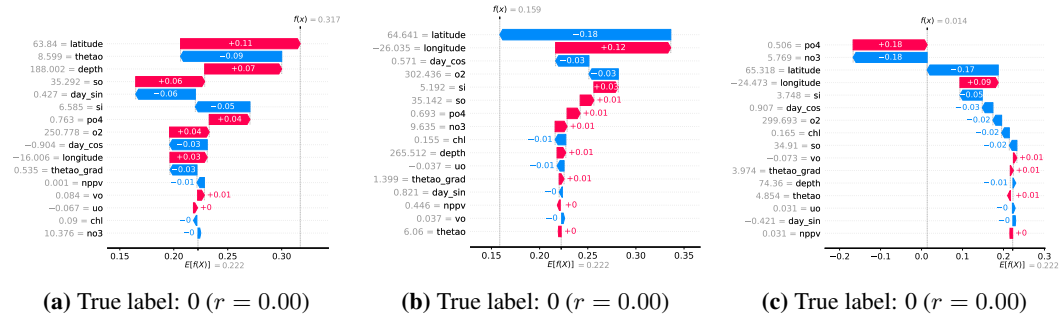 f(x) = 0.317
63.84 = latitude +0.11
8.599 = thetao −0.09
188.002 = depth +0.07
35.292 = so +0.06
0.427 = day_sin −0.06
6.585 = si −0.05
0.763 = po4 +0.04
250.778 = o2 +0.04
−0.904 = day_cos −0.03
−16.006 = longitude +0.03
0.535 = thetao_grad −0.03
0.001 = nppv −0.01
0.084 = vo +0.01
−0.067 = uo +0
0.09 = chl −0
10.376 = no3 −0
0.15 0.20 0.25 0.30
E[f(X)] = 0.222
(a) True label: 0 (r = 0.00)
f(x) = 0.159
64.641 = latitude −0.18
−26.035 = longitude +0.12
0.571 = day_cos −0.03
302.436 = o2 −0.03
5.192 = si +0.03
35.142 = so +0.01
0.693 = po4 +0.01
9.635 = no3 +0.01
0.155 = chl −0.01
265.512 = depth +0.01
−0.037 = uo −0.01
1.399 = thetao_grad +0.01
0.821 = day_sin −0
0.446 = nppv +0
0.037 = vo −0
6.06 = thetao +0
0.20 0.25 0.30
E[f(X)] = 0.222
(b) True label: 0 (r = 0.00)
f(x) = 0.014
0.506 = po4 +0.18
5.769 = no3 −0.18
65.318 = latitude −0.17
−24.473 = longitude +0.09
3.748 = si −0.05
0.907 = day_cos −0.03
299.693 = o2 −0.02
0.165 = chl −0.02
34.91 = so −0.02
−0.073 = vo +0.01
3.974 = thetao_grad +0.01
74.36 = depth −0.01
4.854 = thetao +0.01
0.031 = uo −0
−0.421 = day_sin −0
0.031 = nppv +0
−0.2 −0.1 0.0 0.1 0.2 0.3
E[f(X)] = 0.222
(c) True label: 0 (r = 0.00)